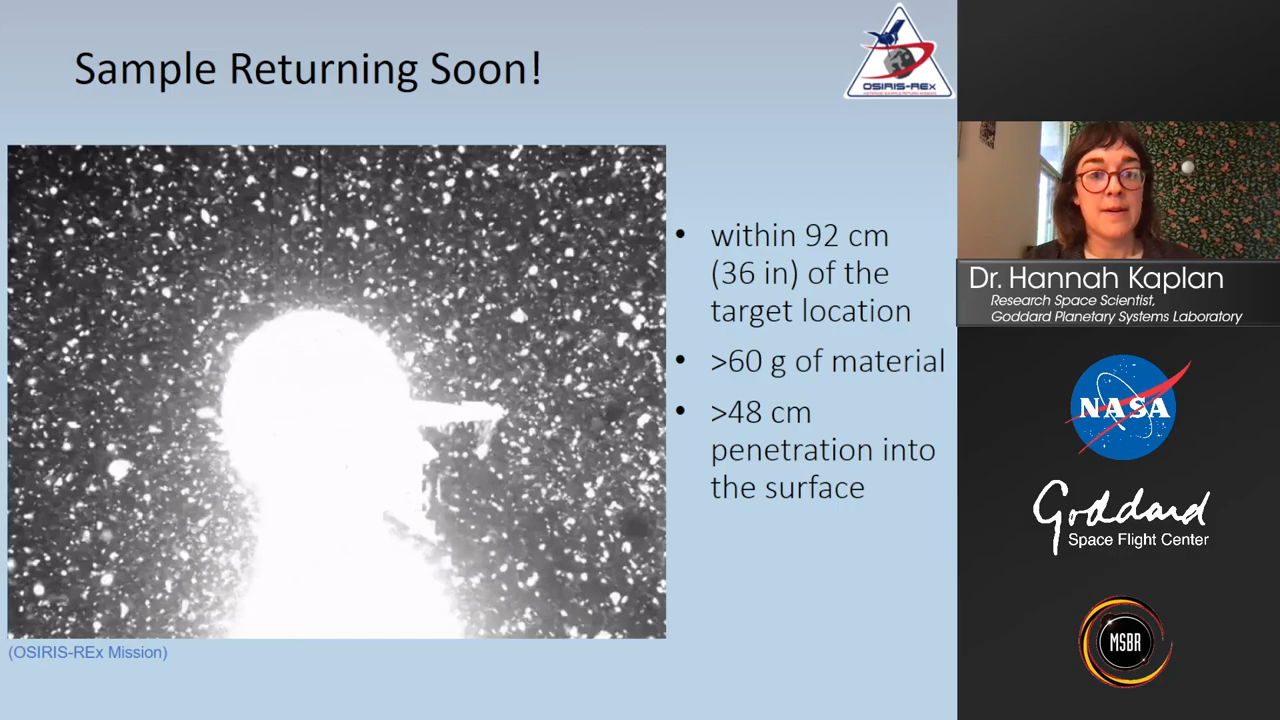 Sample Returning Soon!
OSIRIS-REx
within 92 cm
(36 in) of the
target location
>60 g of material
>48 cm
penetration into
the surface
(OSIRIS-REx Mission)
Dr. Hannah Kaplan
Research Space Scientist,
Goddard Planetary Systems Laboratory
NASA
Goddard
Space Flight Center
MSBR